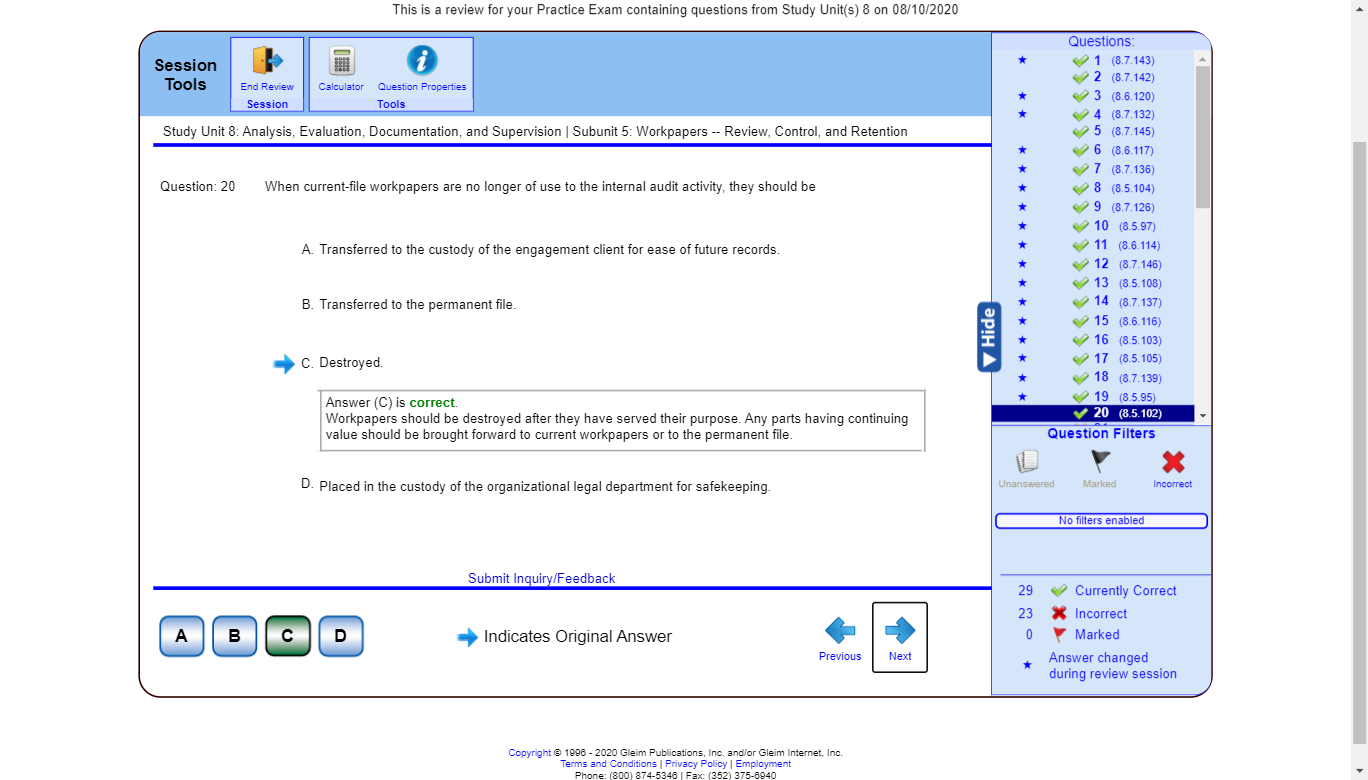 This is a review for your Practice Exam containing questions from Study Unit(s) 8 on 08/10/2020
Session
Tools
End Review
Session
Calculator
Question Properties
Tools
Study Unit 8: Analysis, Evaluation, Documentation, and Supervision | Subunit 5: Workpapers -- Review, Control, and Retention
Question: 20 When current-file workpapers are no longer of use to the internal audit activity, they should be
A. Transferred to the custody of the engagement client for ease of future records.
B. Transferred to the permanent file.
C. Destroyed.
Answer (C) is correct.
Workpapers should be destroyed after they have served their purpose. Any parts having continuing
value should be brought forward to current workpapers or to the permanent file.
D. Placed in the custody of the organizational legal department for safekeeping.
Submit Inquiry/Feedback
A B C D
Indicates Original Answer
Previous
Next
Hide
Questions:
1 (8.7.143)
2 (8.7.142)
3 (8.6.120)
4 (8.7.132)
5 (8.7.145)
6 (8.6.117)
7 (8.7.136)
8 (8.5.104)
9 (8.7.126)
10 (8.5.97)
11 (8.6.114)
12 (8.7.146)
13 (8.5.108)
14 (8.7.137)
15 (8.6.116)
16 (8.5.103)
17 (8.5.105)
18 (8.7.139)
19 (8.5.95)
20 (8.5.102)
Question Filters
Unanswered
Marked
Incorrect
No filters enabled
29 Currently Correct
23 Incorrect
0 Marked
Answer changed
during review session
Copyright © 1996 - 2020 Gleim Publications, Inc. and/or Gleim Internet, Inc.
Terms and Conditions | Privacy Policy | Employment
Phone: (800) 874-5346 | Fax: (352) 375-6940